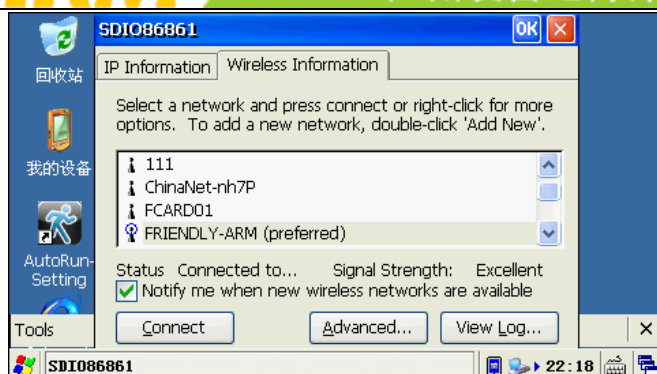 SDIO86861 OK
回收站
IP Information Wireless Information
Select a network and press connect or right-click for more
options. To add a new network, double-click 'Add New'.
我的设备
111
ChinaNet-nh7P
FCARD01
FRIENDLY-ARM (preferred)
AutoRun-
Setting
Status Connected to... Signal Strength: Excellent
Notify me when new wireless networks are available
Tools
Connect Advanced... View Log...
SDIO86861 22:18